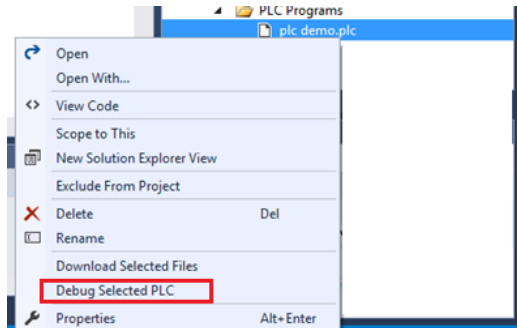 PLC Programs
plc demo.plc
Open
Open With...
View Code
Scope to This
New Solution Explorer View
Exclude From Project
Delete Del
Rename
Download Selected Files
Debug Selected PLC
Properties Alt+Enter